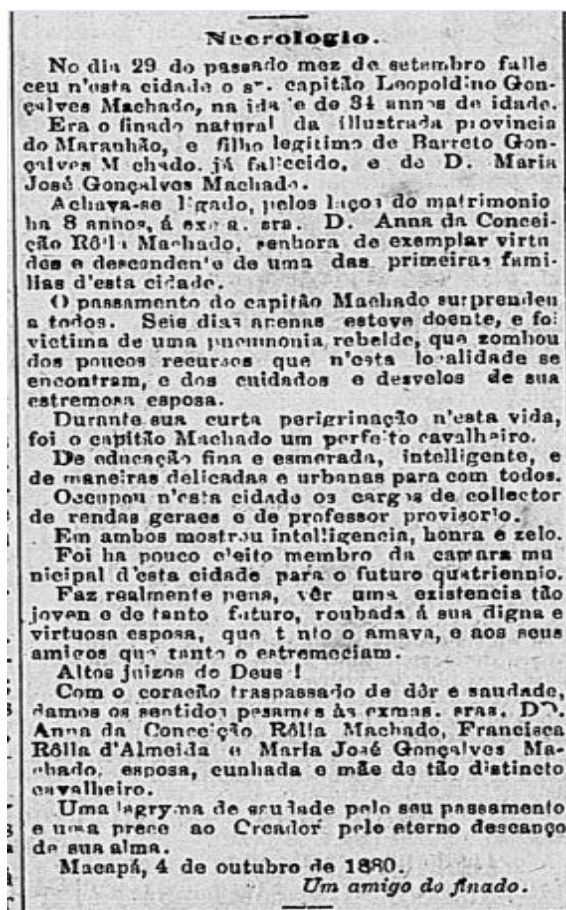 Necrologio.
No dia 29 do passado mez de setembro falle
ceu n'esta cidade o sr. capitão Leopoldino Gon-
çalves Machado, na idade de 34 annos de idade.
Era o finado natural da illustrada provincia
do Maranhão, e filho legitimo de Barreto Gon-
çalves Machado, já fallecido, e de D. Maria
José Gonçalves Machado.
Achava-se ligado, pelos laços do matrimonio
ha 8 annos, á exma. sra. D. Anna da Concei-
ção Rôlla Machado, senhora de exemplar virtu
des e descendente de uma das primeiras fami-
lias d'esta cidade.
O passamento do capitão Machado surprendeu
a todos. Seis dias apenas esteve doente, e foi
victima de uma pneumonia rebelde, que zombou
dos poucos recursos que n'esta localidade se
encontram, e dos cuidados e desvelos de sua
estremosa esposa.
Durante sua curta perigrinação n'esta vida,
foi o capitão Machado um perfeito cavalheiro.
De educação fina e esmerada, intelligente, e
de maneiras delicadas e urbanas para com todos.
Occupou n'esta cidade os cargos de collector
de rendas geraes e de professor provisorio.
Em ambos mostrou intelligencia, honra e zelo.
Foi ha pouco eleito membro da camara mu
nicipal d'esta cidade para o futuro quatriennio.
Faz realmente pena, vêr uma existencia tão
joven e de tanto futuro, roubada á sua digna e
virtuosa esposa, que tanto o amava, e aos seus
amigos que tanto o estremeciam.
Altos juizos de Deus !
Com o coração traspassado de dôr e saudade,
damos os sentidos pesames às exmas. sras. DD.
Anna da Conceição Rôlla Machado, Francisca
Rôlla d'Almeida e Maria José Gonçalves Ma-
chado, esposa, cunhada e mãe de tão distincto
cavalheiro.
Uma lagryma de saudade pelo seu passamento
e uma prece ao Creador pelo eterno descanço
de sua alma.
Macapá, 4 de outubro de 1880.
Um amigo do finado.